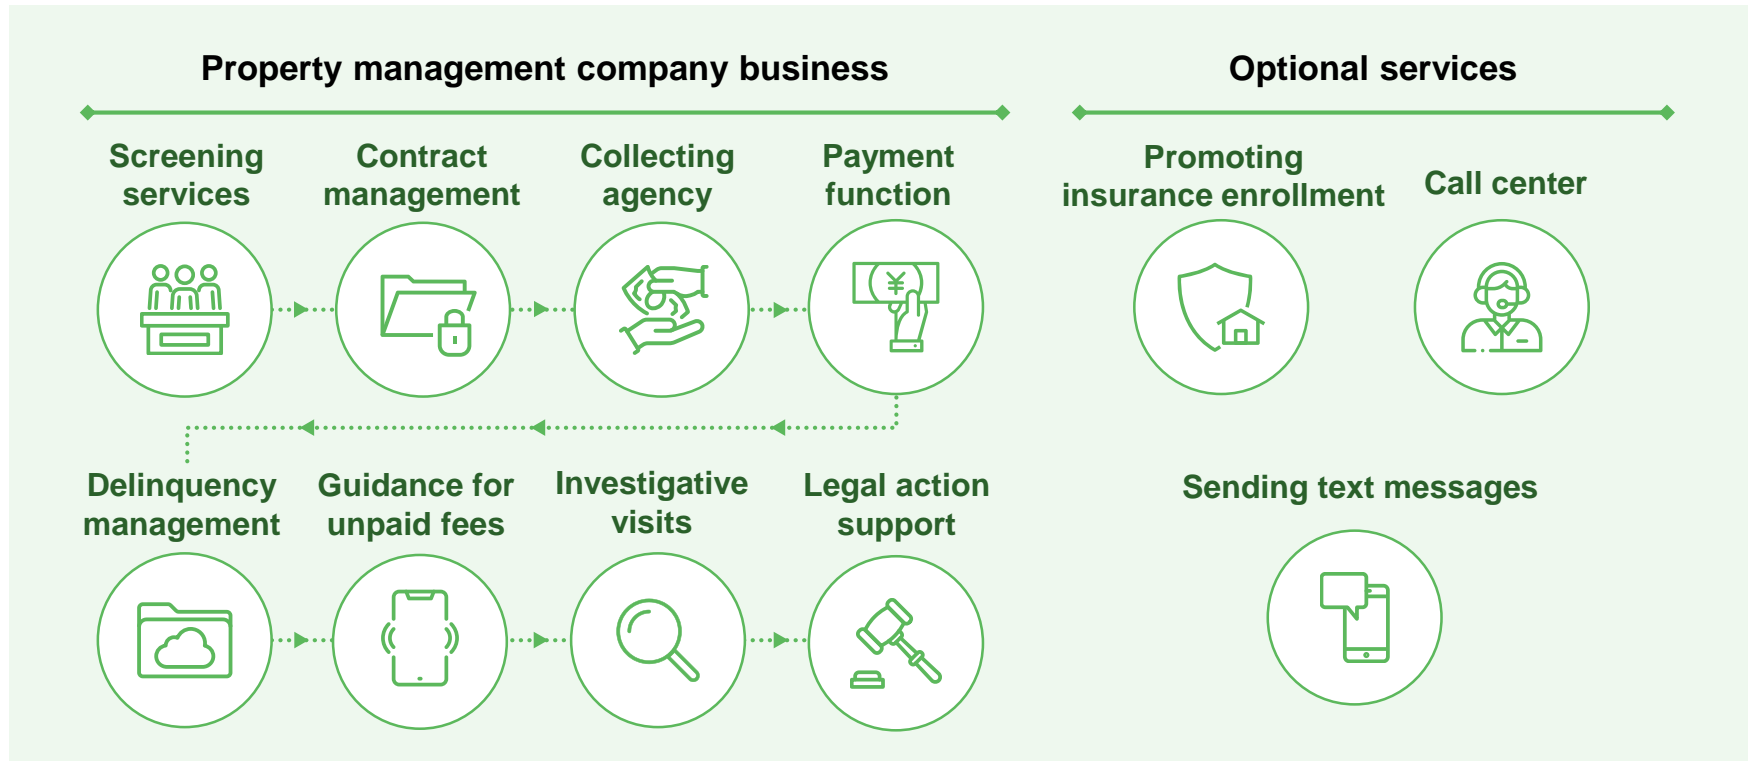 Property management company business
Optional services
Screening
services
Contract
management
Collecting
agency
Payment
function
Promoting
insurance enrollment
Call center
¥
Delinquency
management
Guidance for
unpaid fees
Investigative
visits
Legal action
support
Sending text messages